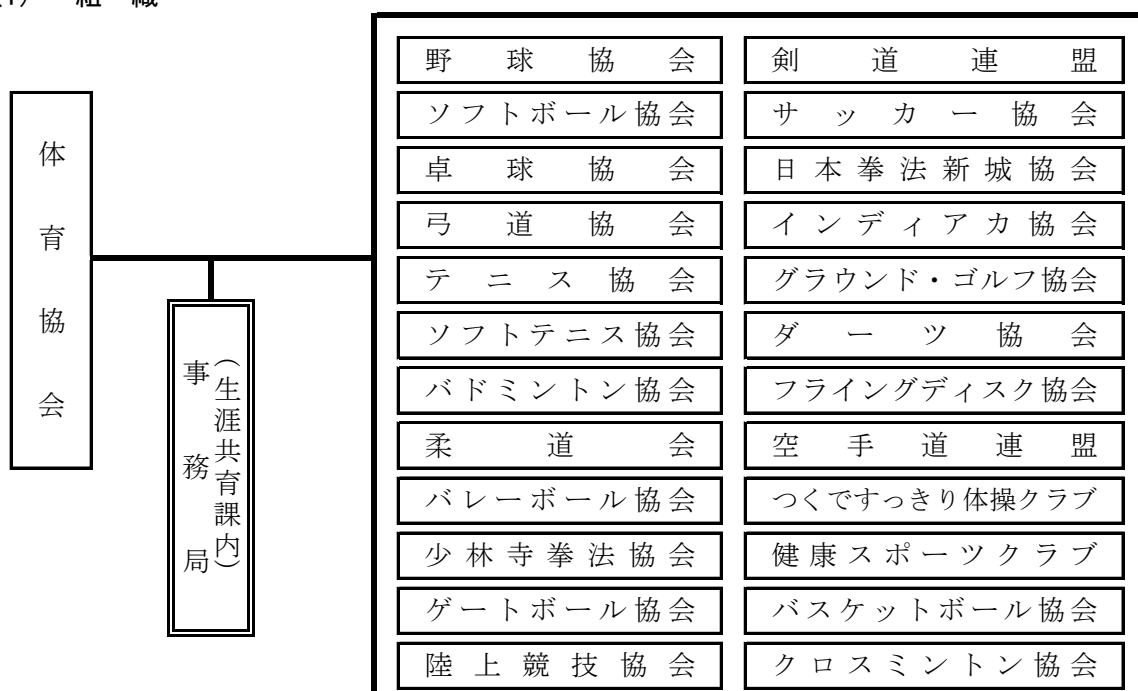 (1) 組織
体育協会
事務局
(生涯共育課内)
野球協会
ソフトボール協会
卓球協会
弓道協会
テニス協会
ソフトテニス協会
バドミントン協会
柔道会
バレーボール協会
少林寺拳法協会
ゲートボール協会
陸上競技協会
剣道連盟
サッカー協会
日本拳法新城協会
インディアカ協会
グラウンド・ゴルフ協会
ダーツ協会
フライングディスク協会
空手道連盟
つくですっきり体操クラブ
健康スポーツクラブ
バスケットボール協会
クロスミントン協会